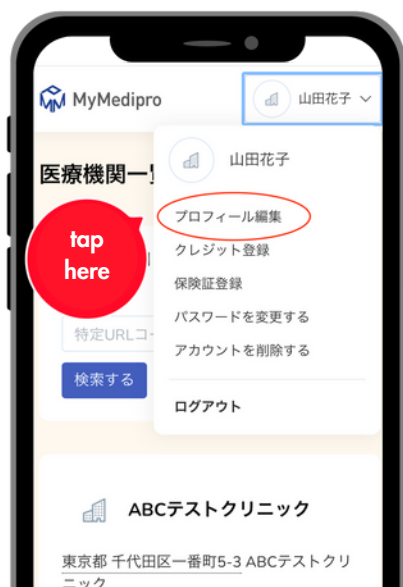 MyMedipro
山田花子
山田花子
医療機関一
プロフィール編集
tap
here
クレジット登録
保険証登録
パスワードを変更する
特定URLコ
アカウントを削除する
検索する
ログアウト
ABCテストクリニック
東京都 千代田区一番町5-3 ABCテストクリ
ニック